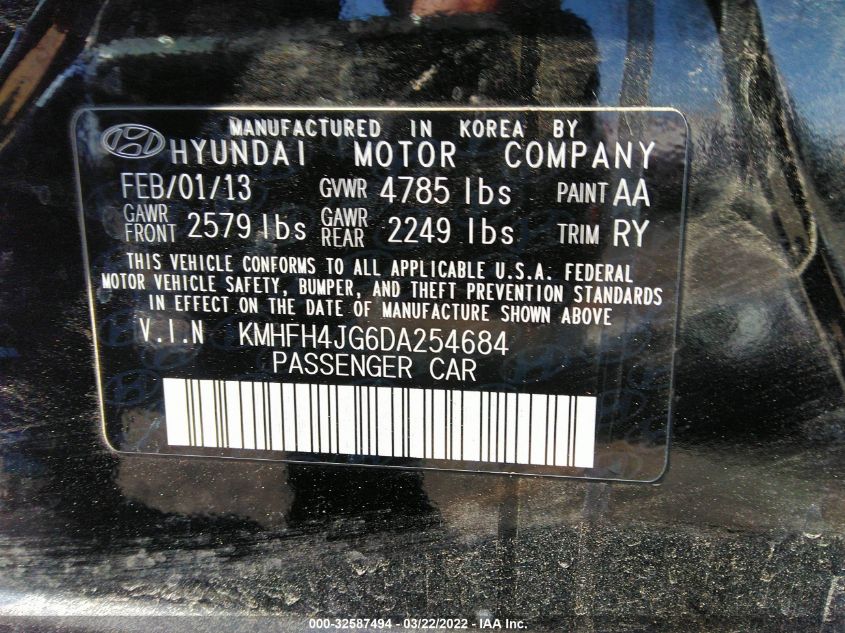 MANUFACTURED IN KOREA BY
HYUNDAI MOTOR COMPANY
FEB/01/13 GVWR 4785 lbs PAINT AA
GAWR FRONT 2579 lbs GAWR REAR 2249 lbs TRIM RY
THIS VEHICLE CONFORMS TO ALL APPLICABLE U.S.A. FEDERAL
MOTOR VEHICLE SAFETY, BUMPER, AND THEFT PREVENTION STANDARDS
IN EFFECT ON THE DATE OF MANUFACTURE SHOWN ABOVE
V.I.N KMHFH4JG6DA254684
PASSENGER CAR
000-32587494 - 03/22/2022 - IAA Inc.